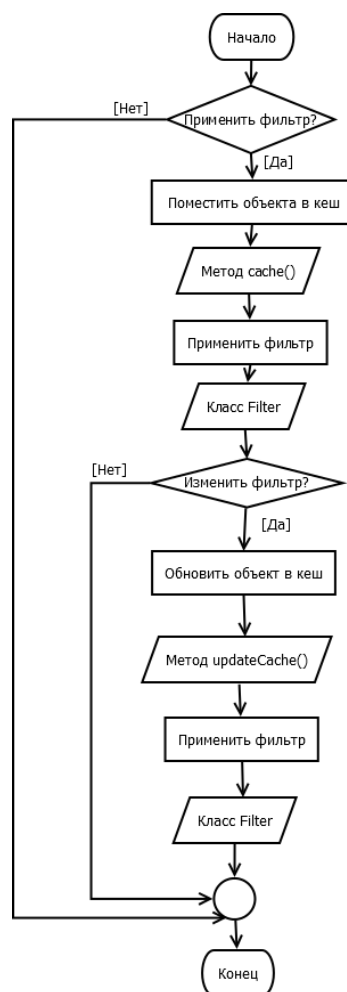 Начало
[Нет]
Применить фильтр?
[Да]
Поместить объекта в кеш
Метод cache()
Применить фильтр
Класс Filter
[Нет]
Изменить фильтр?
[Да]
Обновить объект в кеш
Метод updateCache()
Применить фильтр
Класс Filter
Конец